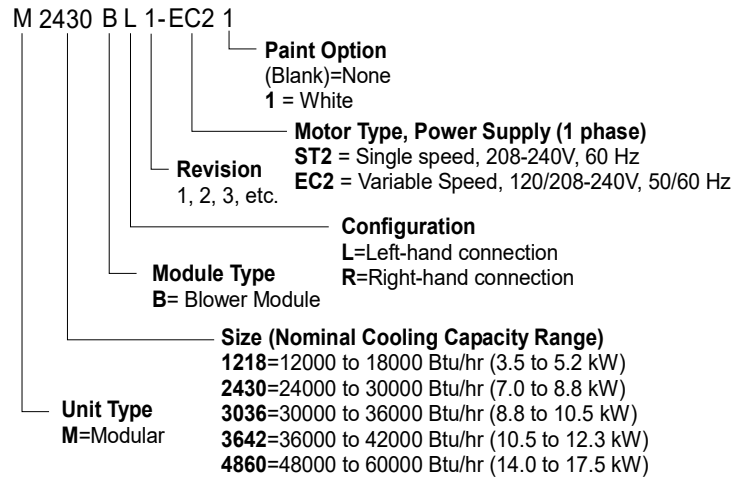 M 2430 B L 1-EC2 1
Paint Option
(Blank)=None
1 = White
Motor Type, Power Supply (1 phase)
ST2 = Single speed, 208-240V, 60 Hz
EC2 = Variable Speed, 120/208-240V, 50/60 Hz
Revision
1, 2, 3, etc.
Configuration
L=Left-hand connection
R=Right-hand connection
Module Type
B= Blower Module
Size (Nominal Cooling Capacity Range)
1218=12000 to 18000 Btu/hr (3.5 to 5.2 kW)
2430=24000 to 30000 Btu/hr (7.0 to 8.8 kW)
3036=30000 to 36000 Btu/hr (8.8 to 10.5 kW)
3642=36000 to 42000 Btu/hr (10.5 to 12.3 kW)
4860=48000 to 60000 Btu/hr (14.0 to 17.5 kW)
Unit Type
M=Modular